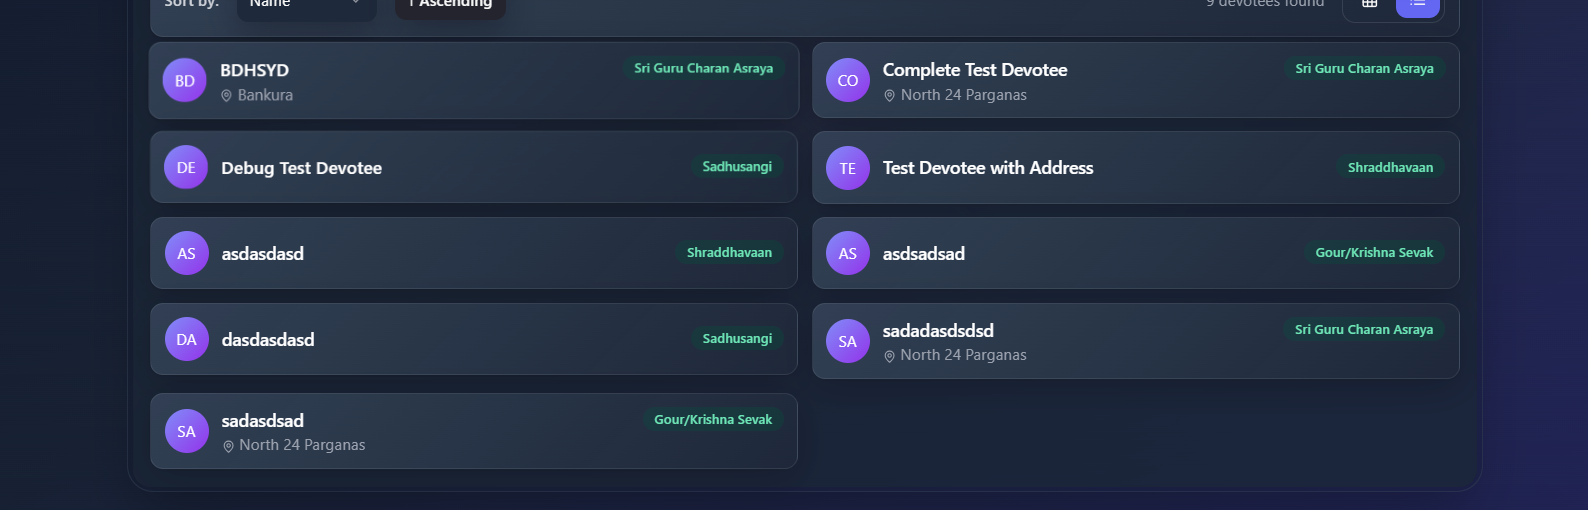 Sort by: Name ↑ Ascending 9 devotees found
BD BDHSYD Sri Guru Charan Asraya
Bankura
CO Complete Test Devotee Sri Guru Charan Asraya
North 24 Parganas
DE Debug Test Devotee Sadhusangi
TE Test Devotee with Address Shraddhavaan
AS asdasdasd Shraddhavaan
AS asdsadsad Gour/Krishna Sevak
DA dasdasdasd Sadhusangi
SA sadadasdsdsd Sri Guru Charan Asraya
North 24 Parganas
SA sadasdsad Gour/Krishna Sevak
North 24 Parganas